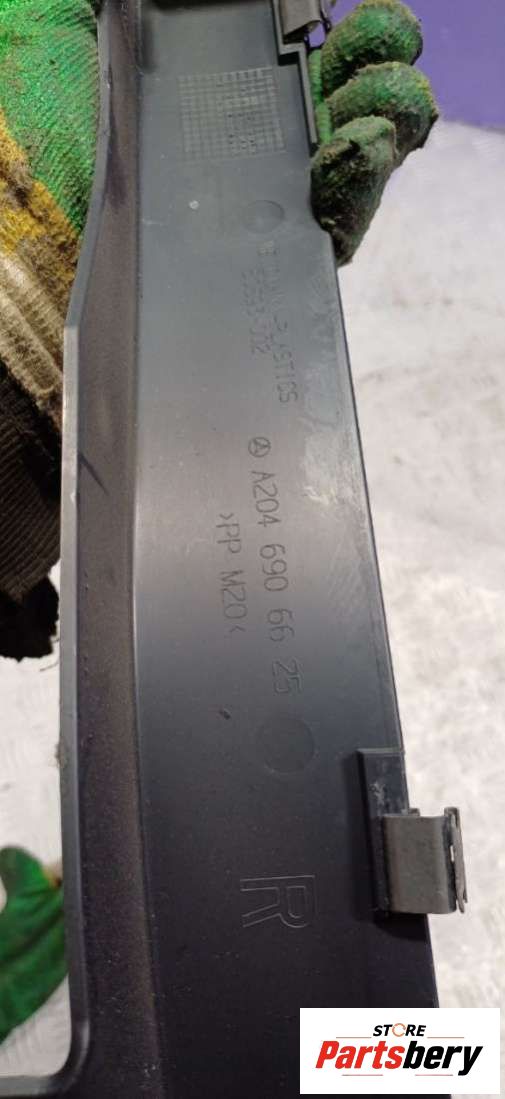 A204 690 66 25
>PP M20<
R
STORE
Partsbery